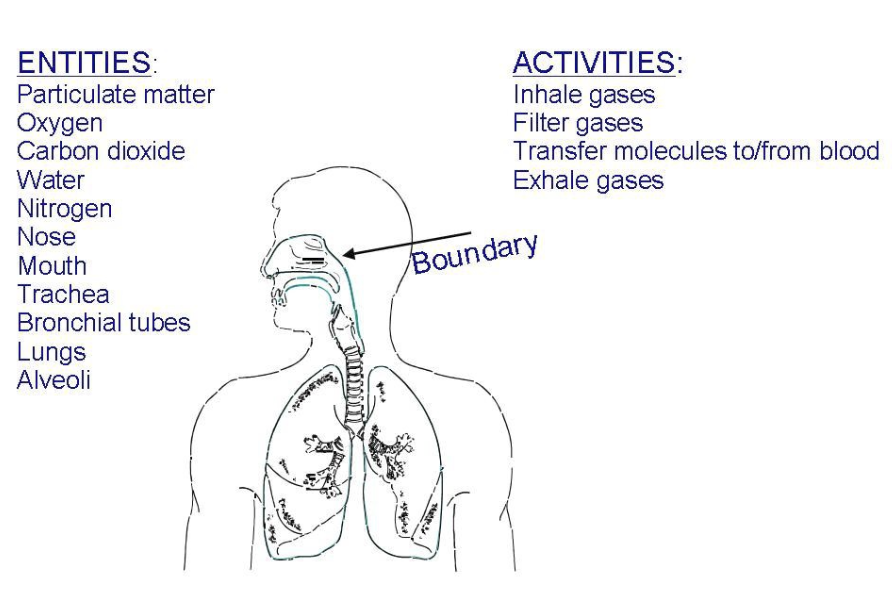 ENTITIES:
Particulate matter
Oxygen
Carbon dioxide
Water
Nitrogen
Nose
Mouth
Trachea
Bronchial tubes
Lungs
Alveoli
ACTIVITIES:
Inhale gases
Filter gases
Transfer molecules to/from blood
Exhale gases
Boundary